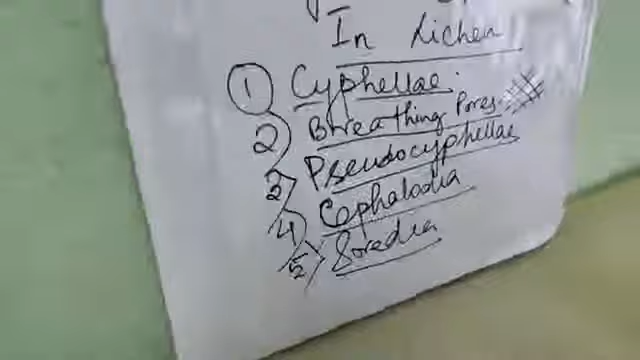 In Lichen
1 Cyphellae.
2) Breathing Pores.
3) Pseudocyphellae
4) Cephalodia
5) Soredia